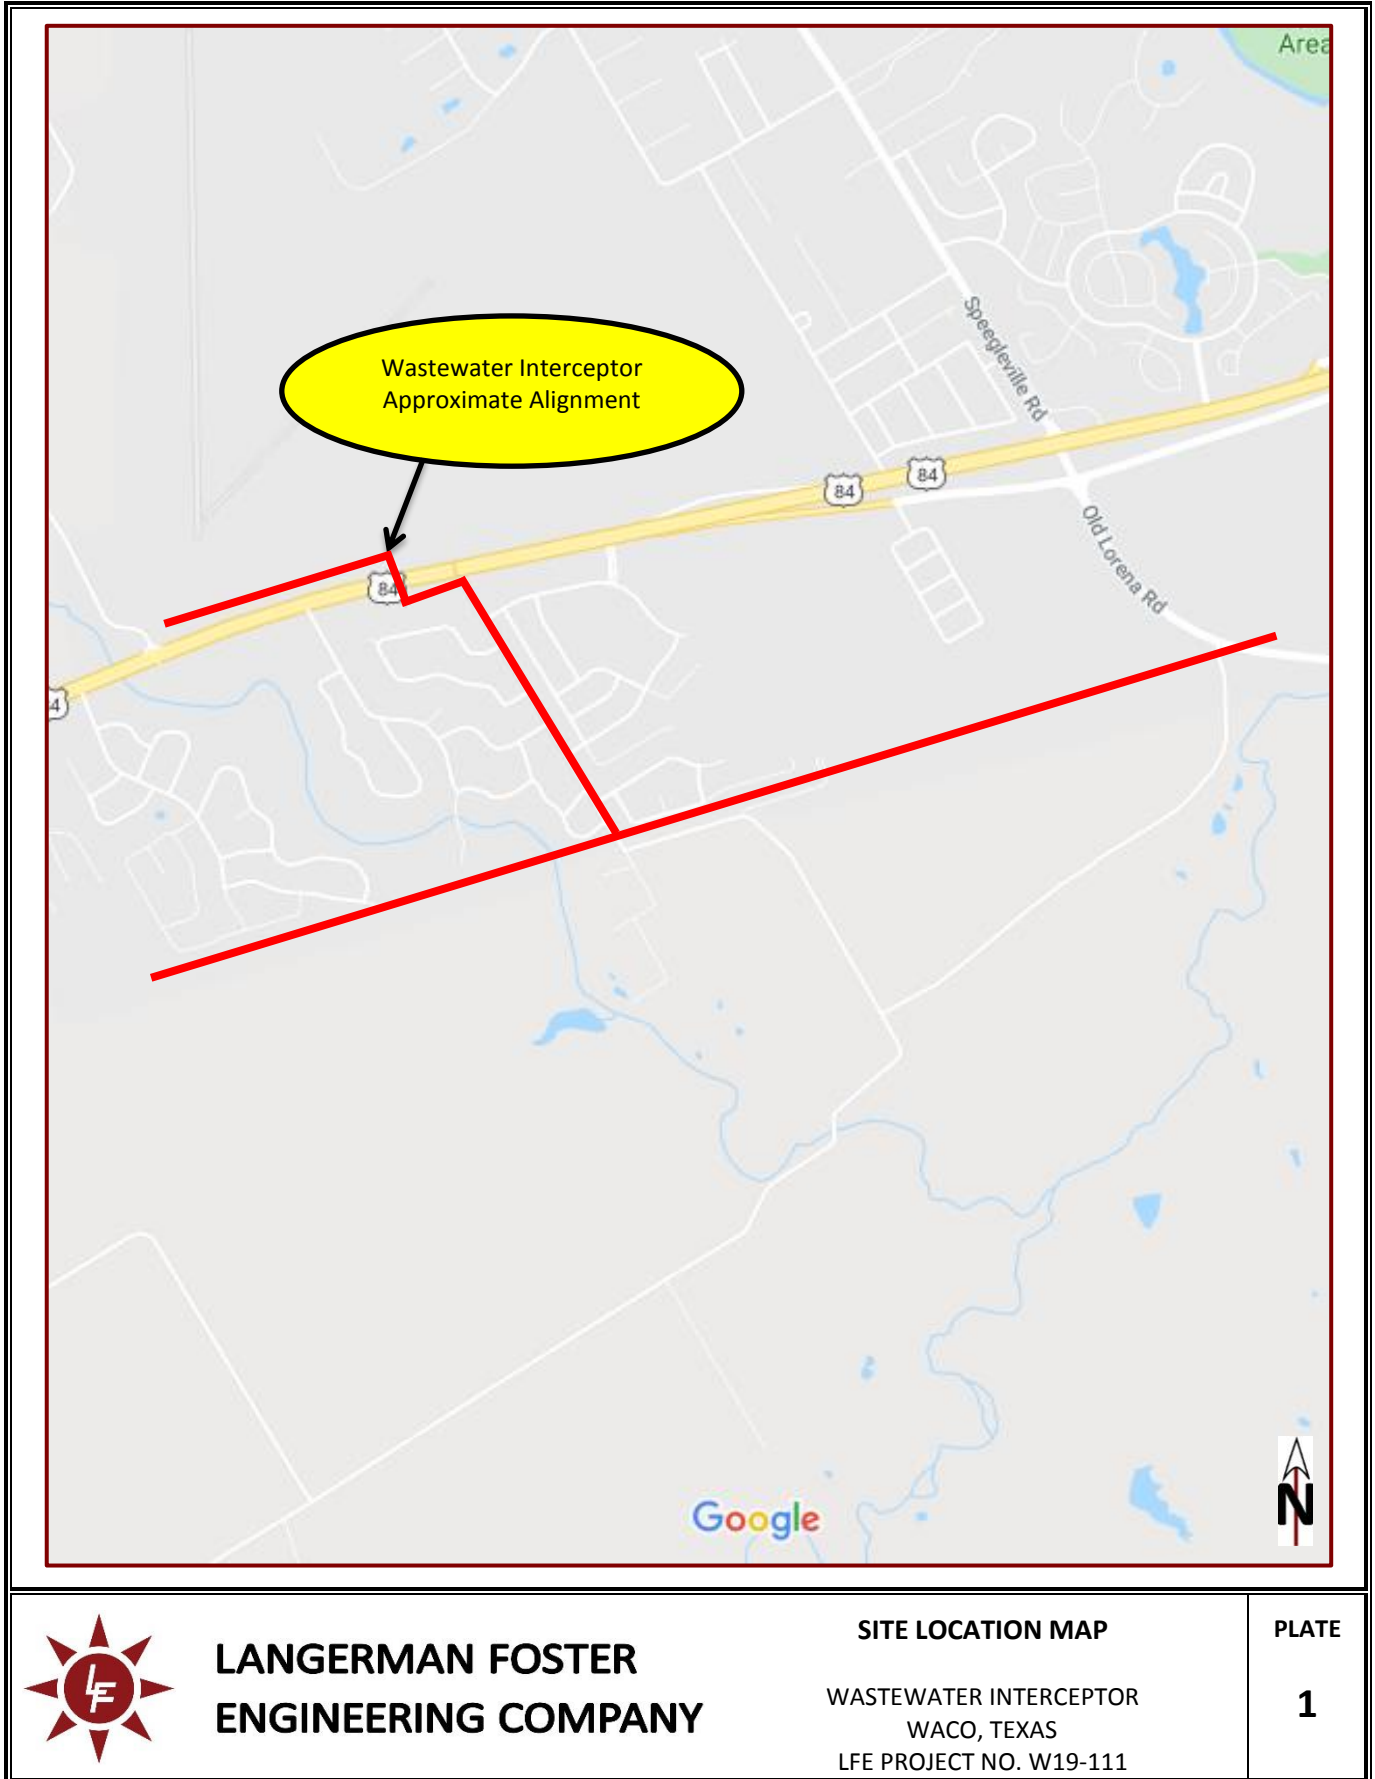 Area
Speegleville Rd
Wastewater Interceptor
Approximate Alignment
84
84
Old Lorena Rd
84
4
Google
N
LF
LANGERMAN FOSTER
ENGINEERING COMPANY
SITE LOCATION MAP
WASTEWATER INTERCEPTOR
WACO, TEXAS
LFE PROJECT NO. W19-111
PLATE
1